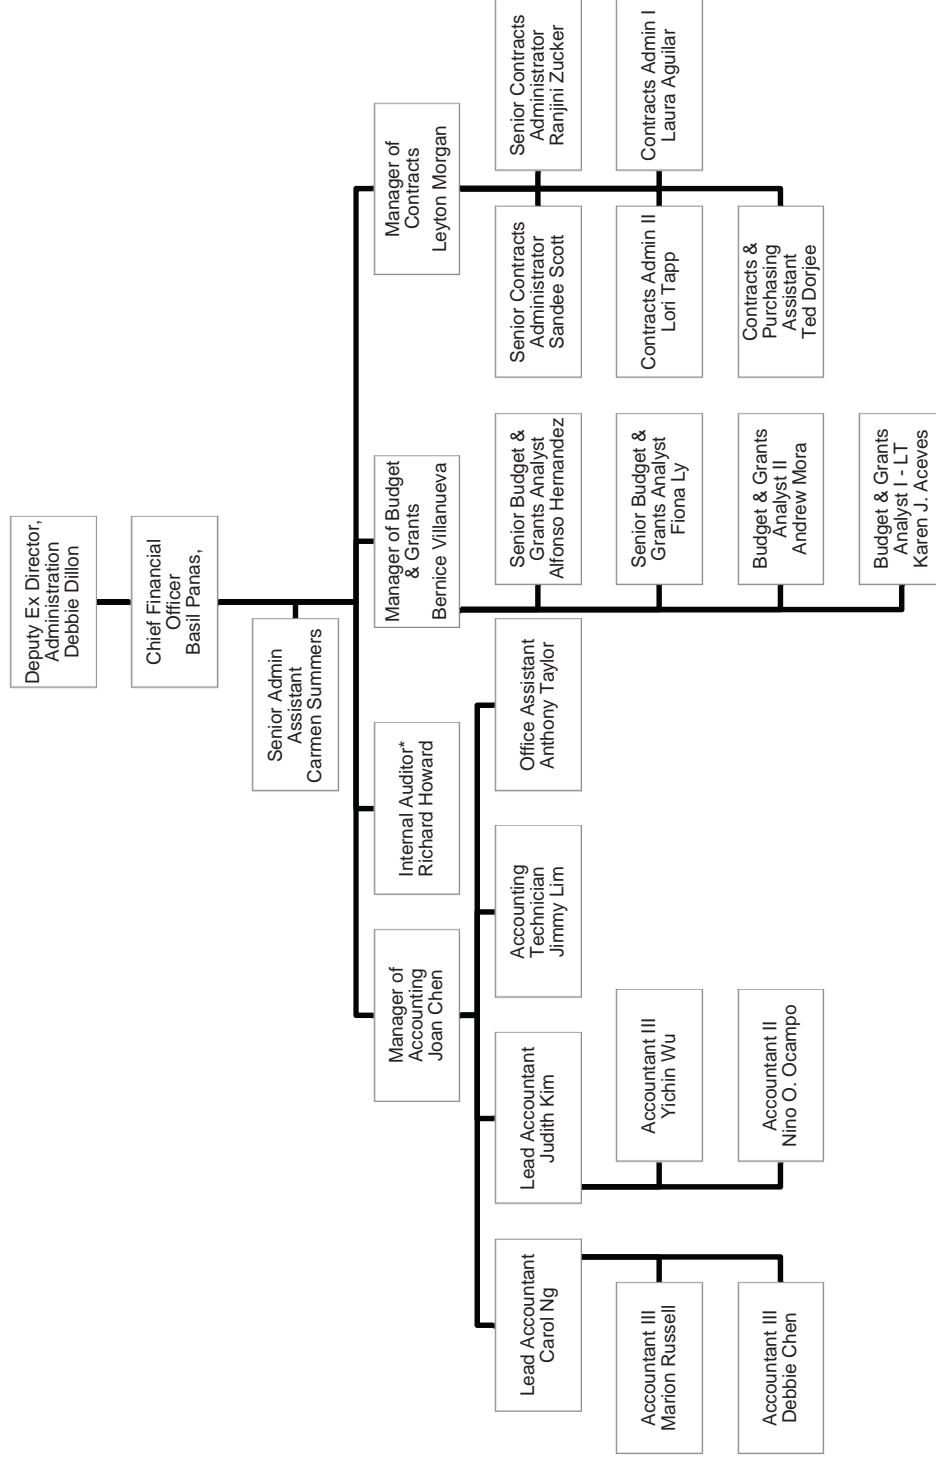 Deputy Ex Director,
Administration
Debbie Dillon
Chief Financial
Officer
Basil Panas,
Senior Admin
Assistant
Carmen Summers
Manager of
Accounting
Joan Chen
Internal Auditor*
Richard Howard
Manager of Budget
& Grants
Bernice Villanueva
Manager of
Contracts
Leyton Morgan
Lead Accountant
Carol Ng
Lead Accountant
Judith Kim
Accounting
Technician
Jimmy Lim
Office Assistant
Anthony Taylor
Senior Budget &
Grants Analyst
Alfonso Hernandez
Senior Contracts
Administrator
Sandee Scott
Senior Contracts
Administrator
Ranjini Zucker
Accountant III
Marion Russell
Accountant III
Yichin Wu
Senior Budget &
Grants Analyst
Fiona Ly
Contracts Admin II
Lori Tapp
Contracts Admin I
Laura Aguilar
Accountant III
Debbie Chen
Accountant II
Nino O. Ocampo
Budget & Grants
Analyst II
Andrew Mora
Contracts &
Purchasing
Assistant
Ted Dorjee
Budget & Grants
Analyst I - LT
Karen J. Aceves